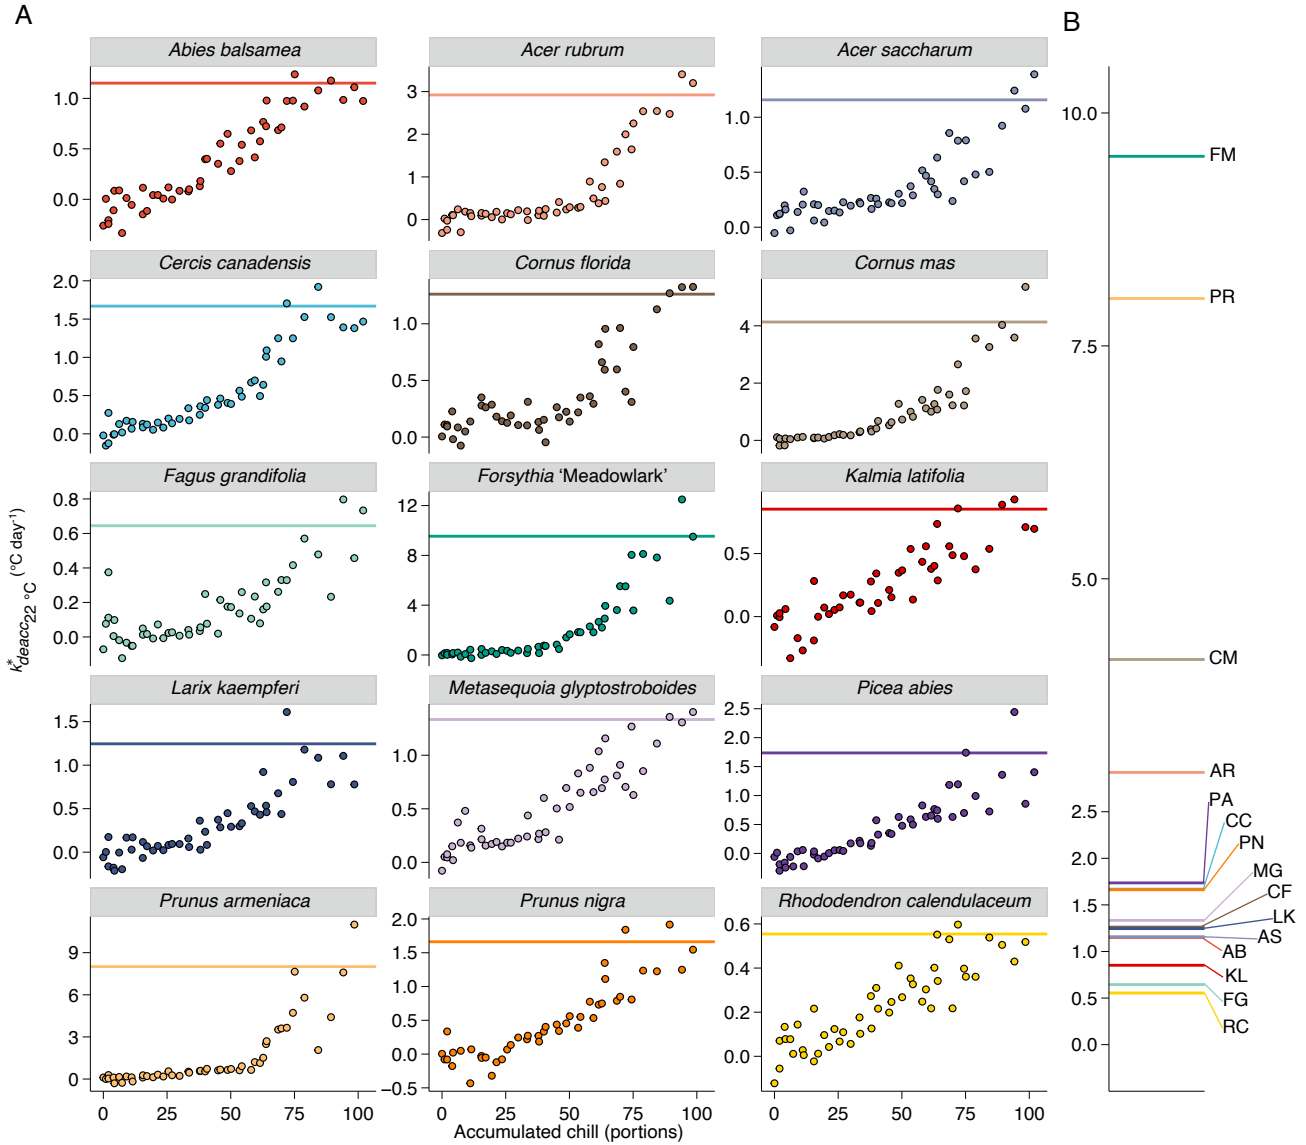 A
B
Abies balsamea
Acer rubrum
Acer saccharum
1.0
0.5
0.0
3
2
1
0
1.0
0.5
0.0
Cercis canadensis
Cornus florida
Cornus mas
2.0
1.5
1.0
0.5
0.0
1.0
0.5
0.0
4
2
0
Fagus grandifolia
Forsythia ‘Meadowlark’
Kalmia latifolia
0.8
0.6
0.4
0.2
0.0
12
8
4
0
0.5
0.0
k*deacc22 °C (°C day-1)
Larix kaempferi
Metasequoia glyptostroboides
Picea abies
1.5
1.0
0.5
0.0
1.0
0.5
0.0
2.5
2.0
1.5
1.0
0.5
0.0
Prunus armeniaca
Prunus nigra
Rhododendron calendulaceum
9
6
3
0
2.0
1.5
1.0
0.5
0.0
−0.5
0.6
0.4
0.2
0.0
0 25 50 75 100
0 25 50 75 100
0 25 50 75 100
Accumulated chill (portions)
10.0
7.5
5.0
2.5
2.0
1.5
1.0
0.5
0.0
FM
PR
CM
AR
PA
CC
PN
MG
CF
LK
AS
AB
KL
FG
RC